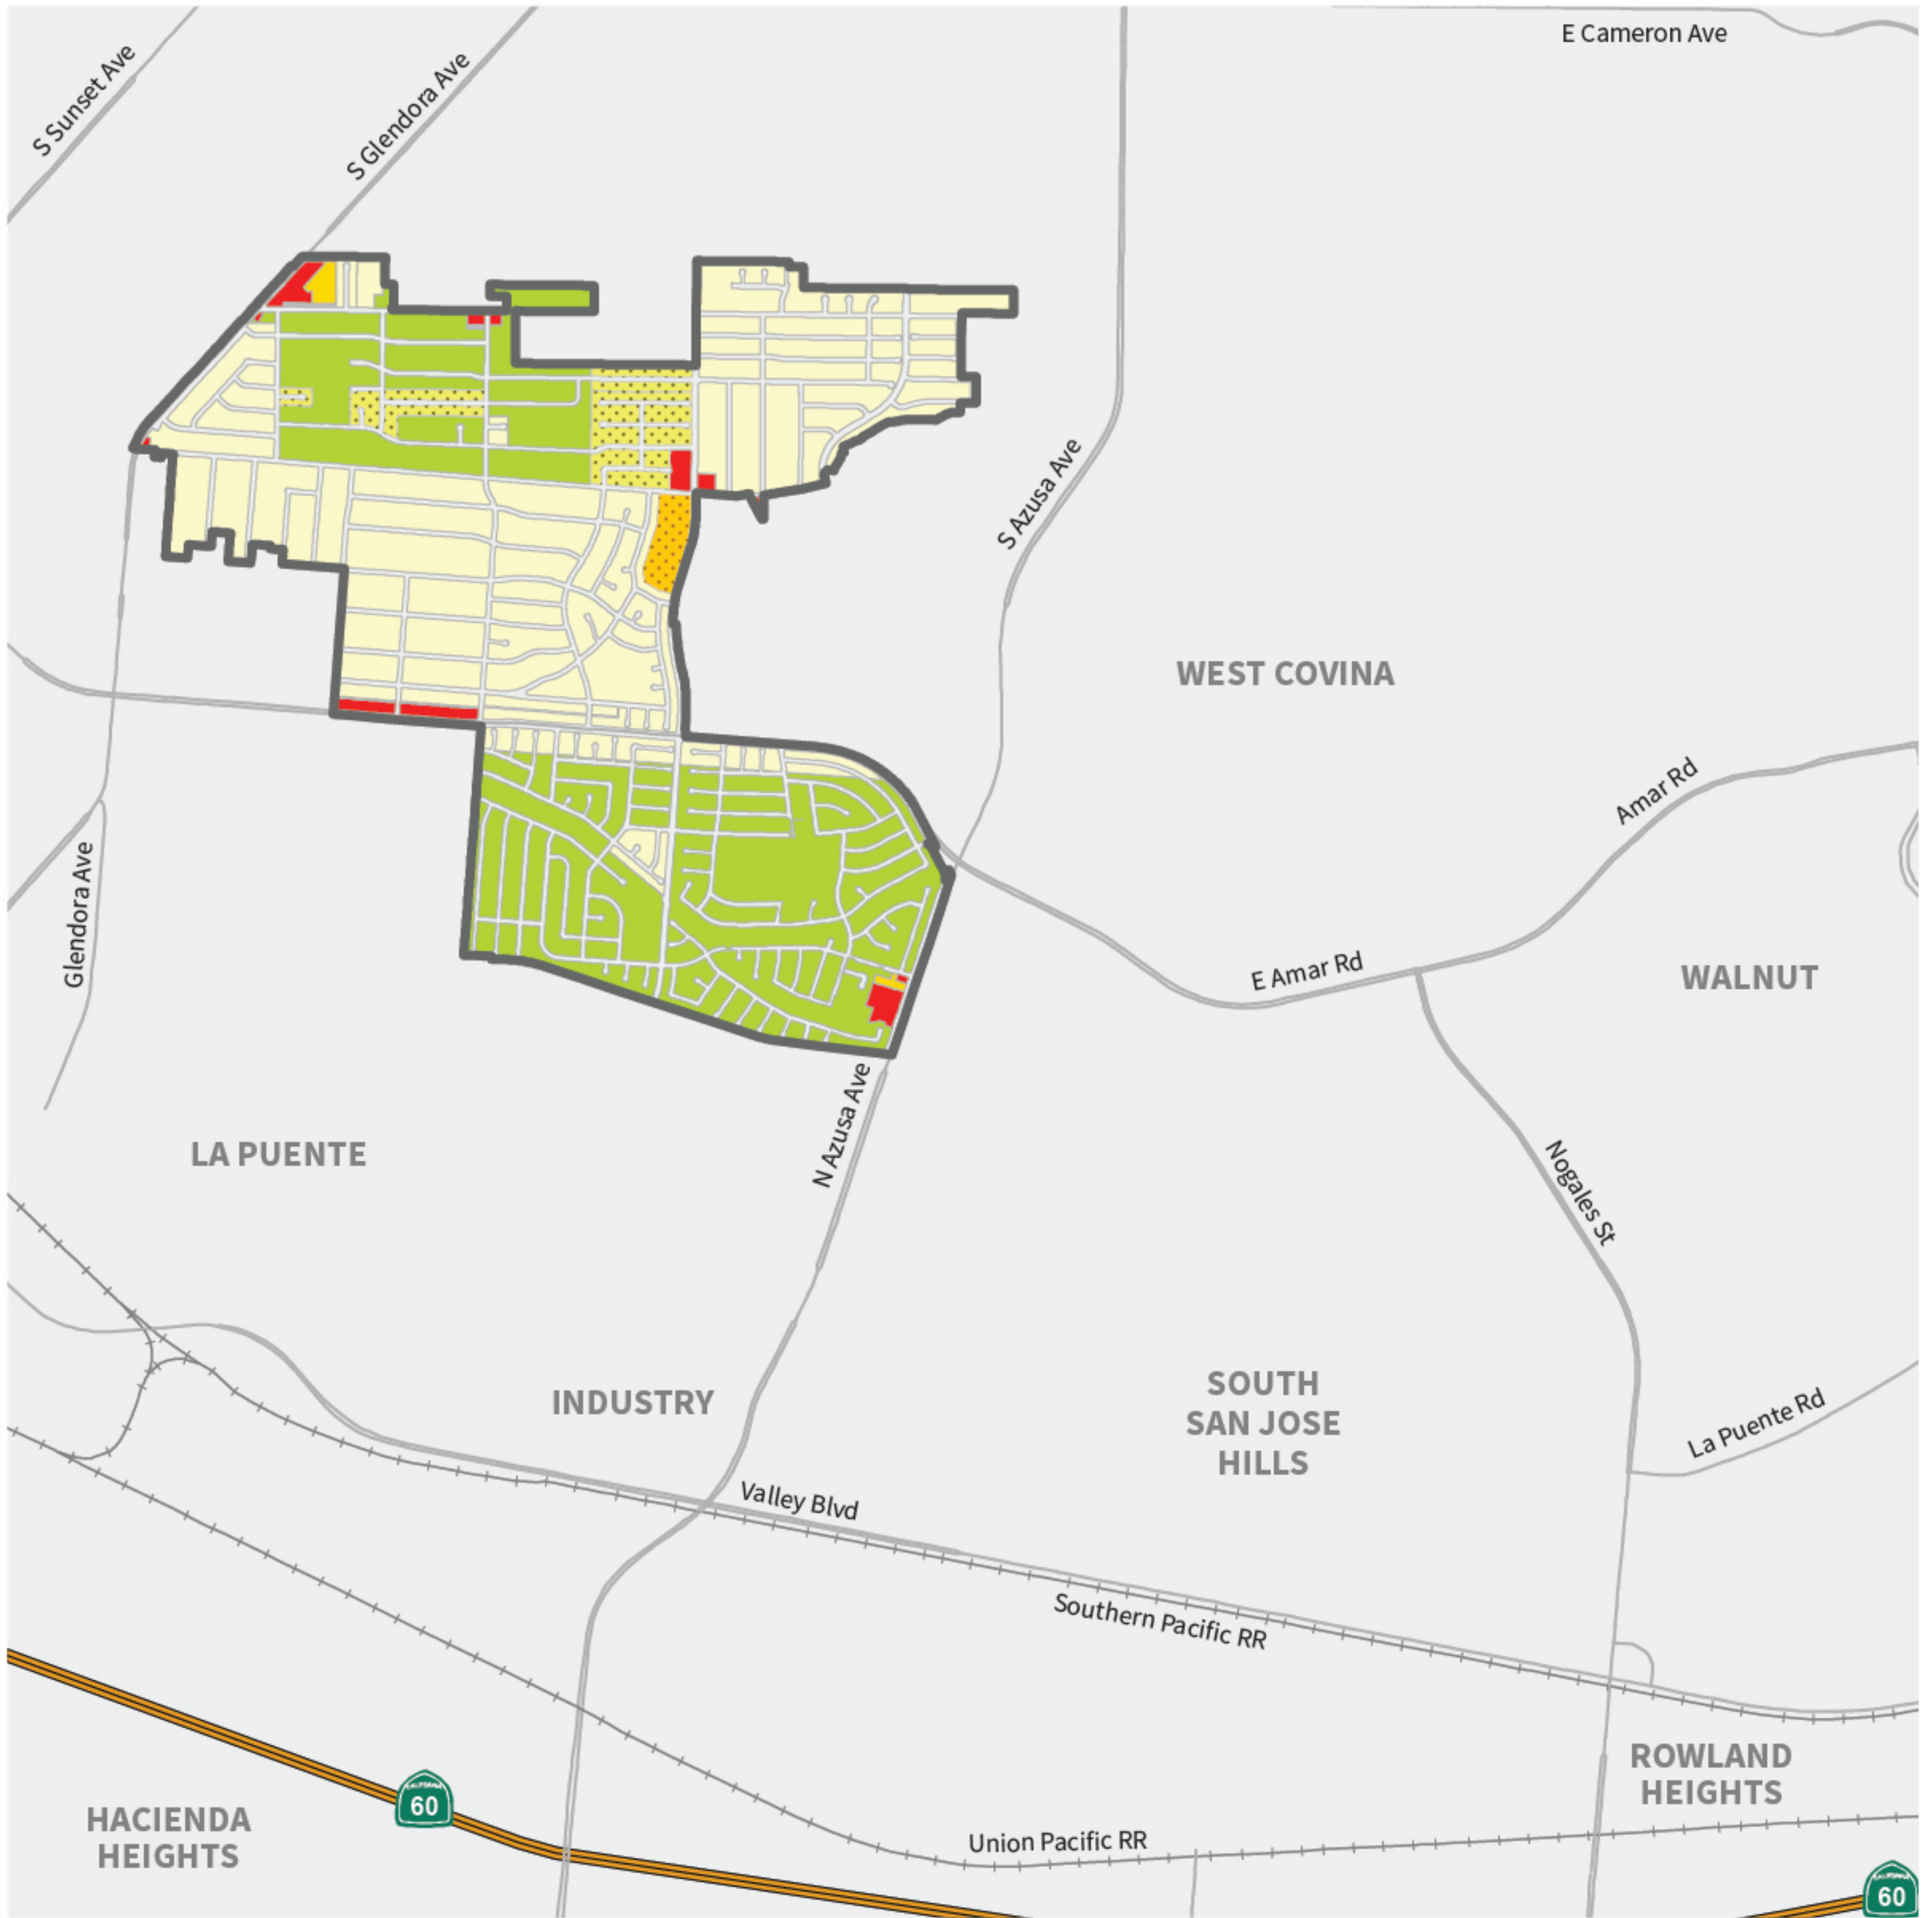 E Cameron Ave
S Sunset Ave
S Glendora Ave
S Azusa Ave
WEST COVINA
Amar Rd
Glendora Ave
E Amar Rd
WALNUT
N Azusa Ave
LA PUENTE
Nogales St
INDUSTRY
SOUTH
SAN JOSE
HILLS
La Puente Rd
Valley Blvd
Southern Pacific RR
ROWLAND
HEIGHTS
CALIFORNIA
60
HACIENDA
HEIGHTS
Union Pacific RR
CALIFORNIA
60